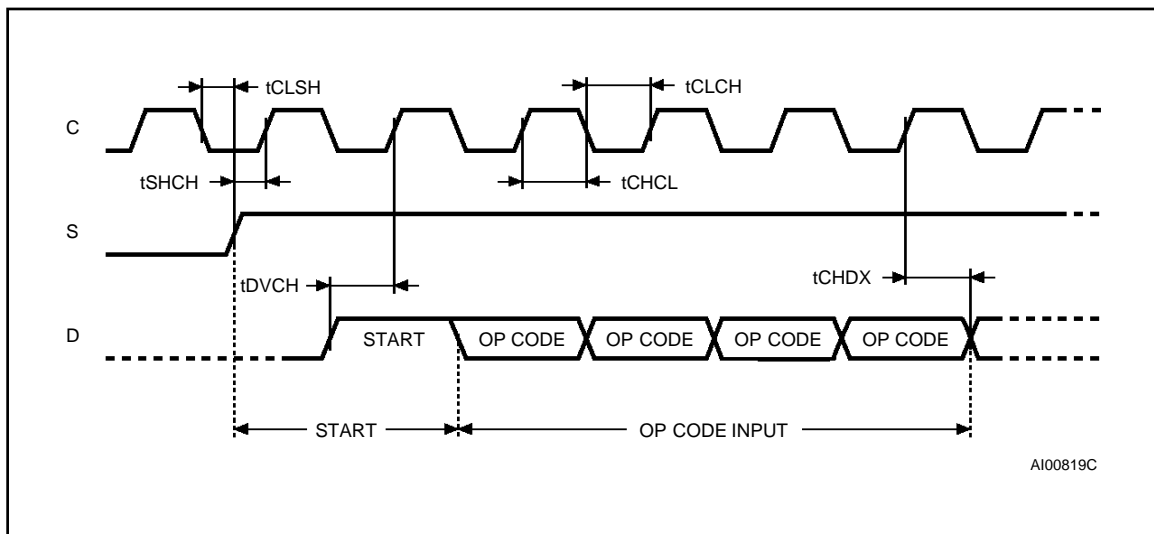 tCLSH
tCLCH
C
tSHCH
tCHCL
S
tDVCH
tCHDX
D
START
OP CODE
OP CODE
OP CODE
OP CODE
START
OP CODE INPUT
AI00819C